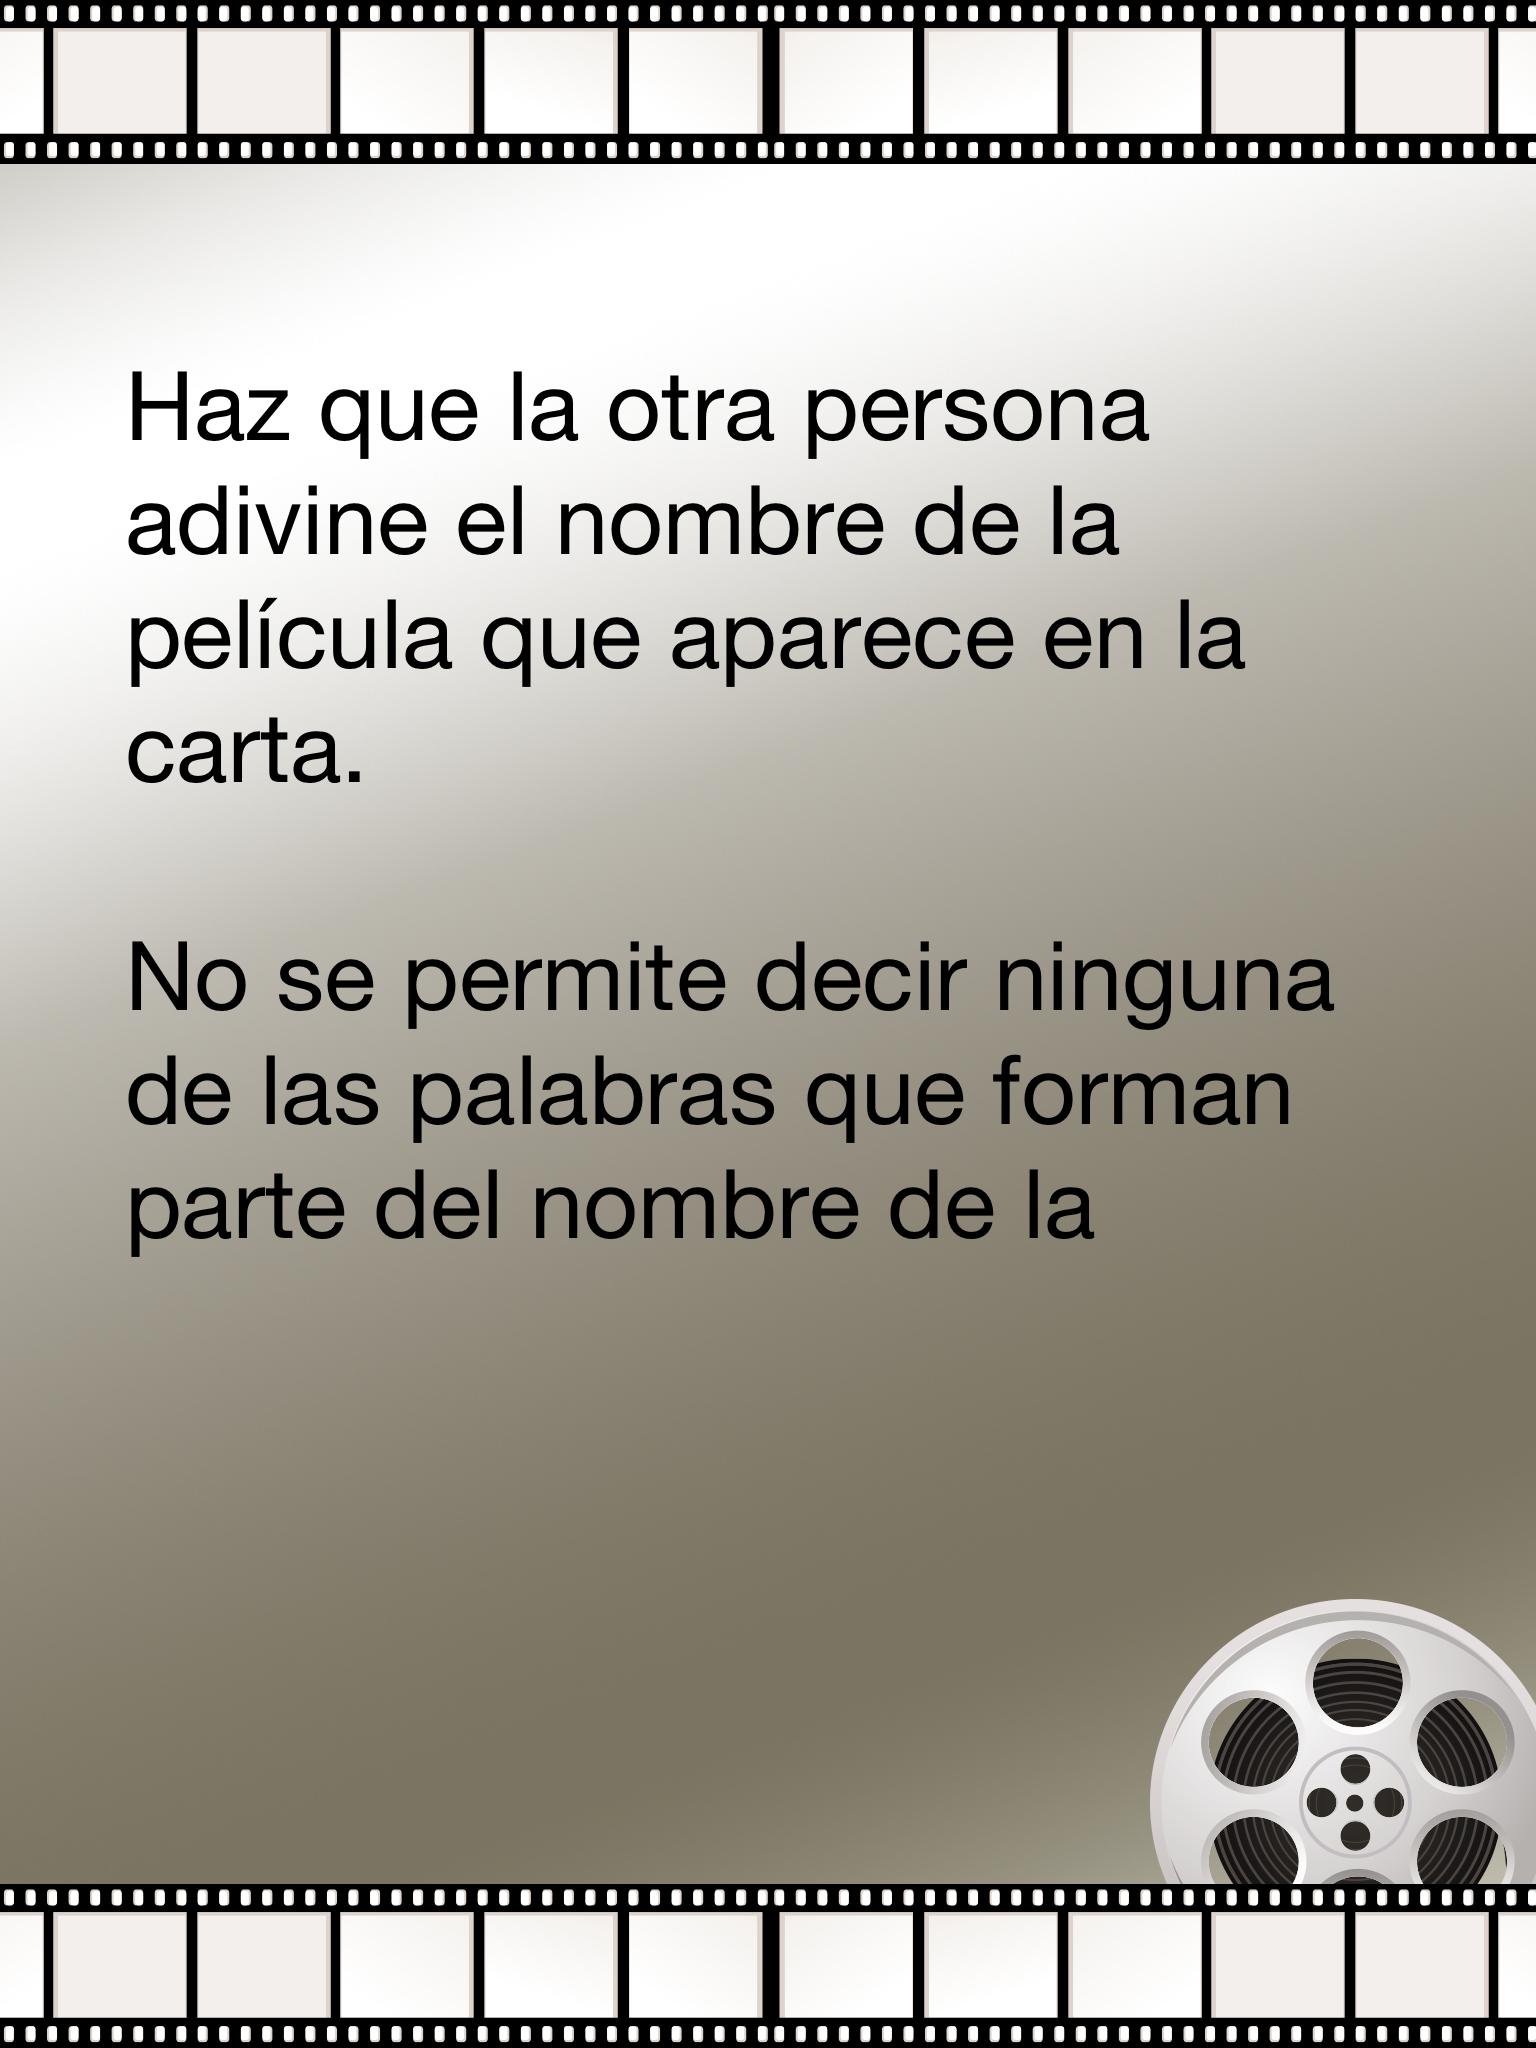 Haz que la otra persona
adivine el nombre de la
película que aparece en la
carta.
No se permite decir ninguna
de las palabras que forman
parte del nombre de la